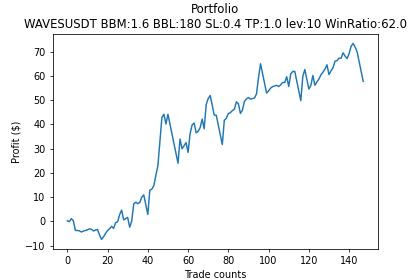 Portfolio
WAVESUSDT BBM:1.6 BBL:180 SL:0.4 TP:1.0 lev:10 WinRatio:62.0
70
60
50
40
30
20
10
0
−10
Profit ($)
0 20 40 60 80 100 120 140
Trade counts